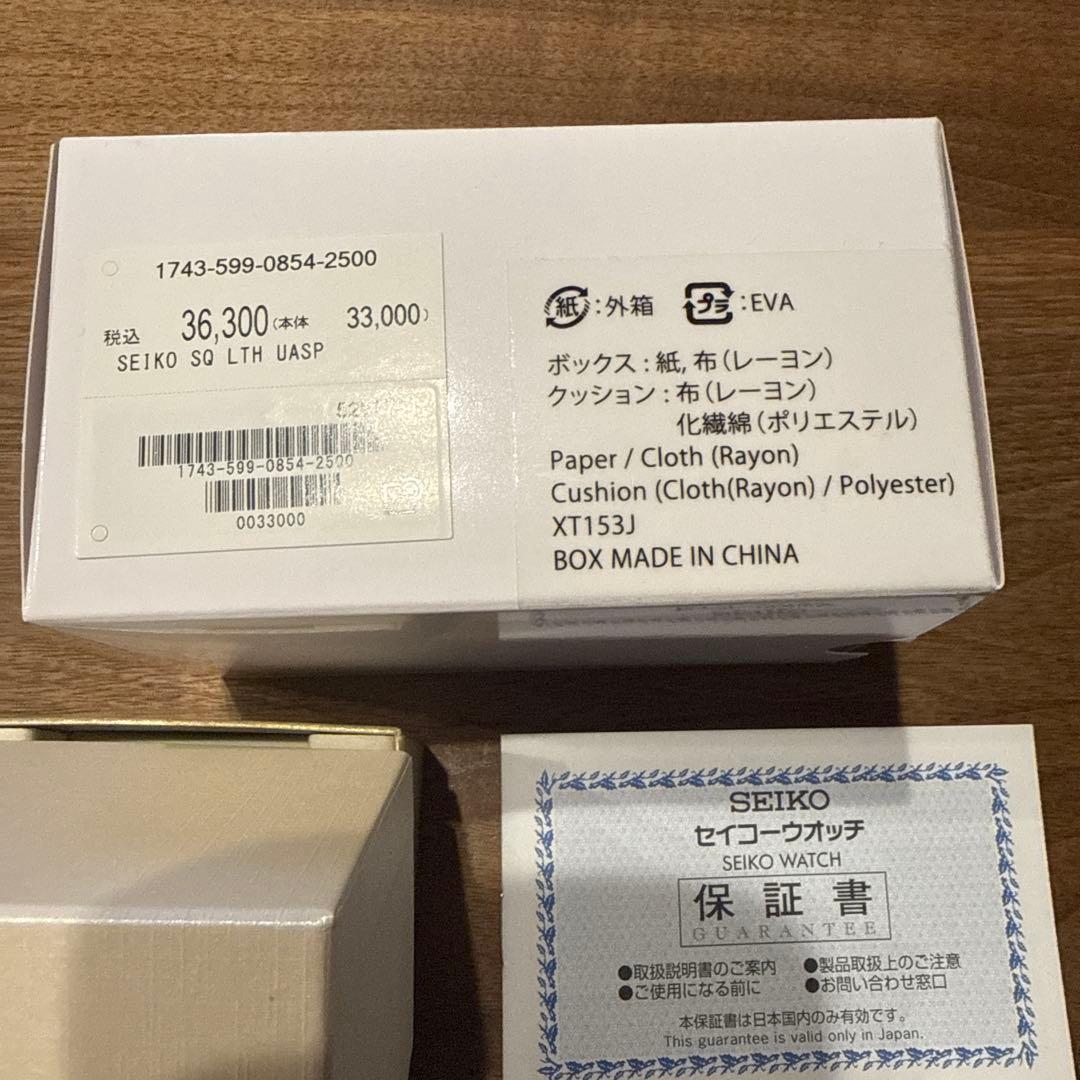 1743-599-0854-2500
税込 36,300(本体 33,000)
SEIKO SQ LTH UASP
1743-599-0854-2500
0033000
紙:外箱 プラ:EVA
ボックス:紙,布(レーヨン)
クッション:布(レーヨン)
化繊綿(ポリエステル)
Paper / Cloth (Rayon)
Cushion (Cloth(Rayon) / Polyester)
XT153J
BOX MADE IN CHINA
SEIKO
セイコーウオッチ
SEIKO WATCH
保証書
GUARANTEE
●取扱説明書のご案内 ●製品取扱上のご注意
●ご使用になる前に ●お問い合わせ窓口
本保証書は日本国内のみ有効です。
This guarantee is valid only in Japan.